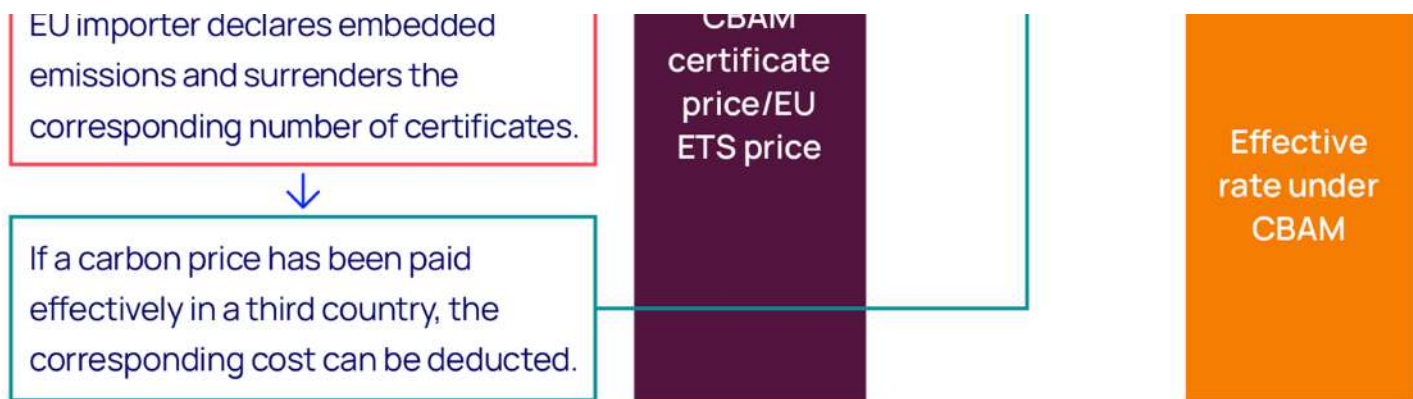 EU importer declares embedded
emissions and surrenders the
corresponding number of certificates.
If a carbon price has been paid
effectively in a third country, the
corresponding cost can be deducted.
CBAM
certificate
price/EU
ETS price
Effective
rate under
CBAM